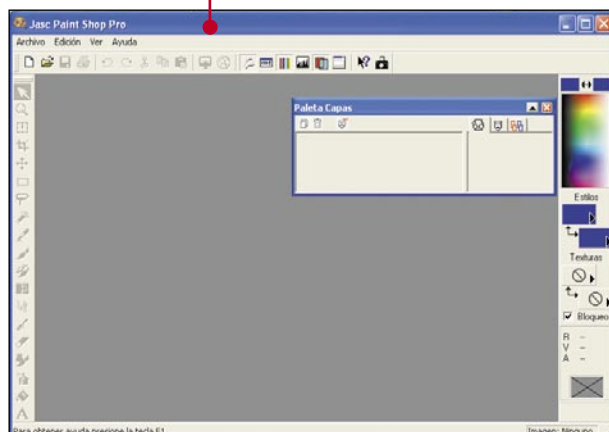 Jasc Paint Shop Pro
Archivo Edición Ver Ayuda
Paleta Capas
Estilos
Texturas
Bloqueo
R -
V -
A -
Para obtener ayuda presione la tecla F1
Imagen: Ninguno